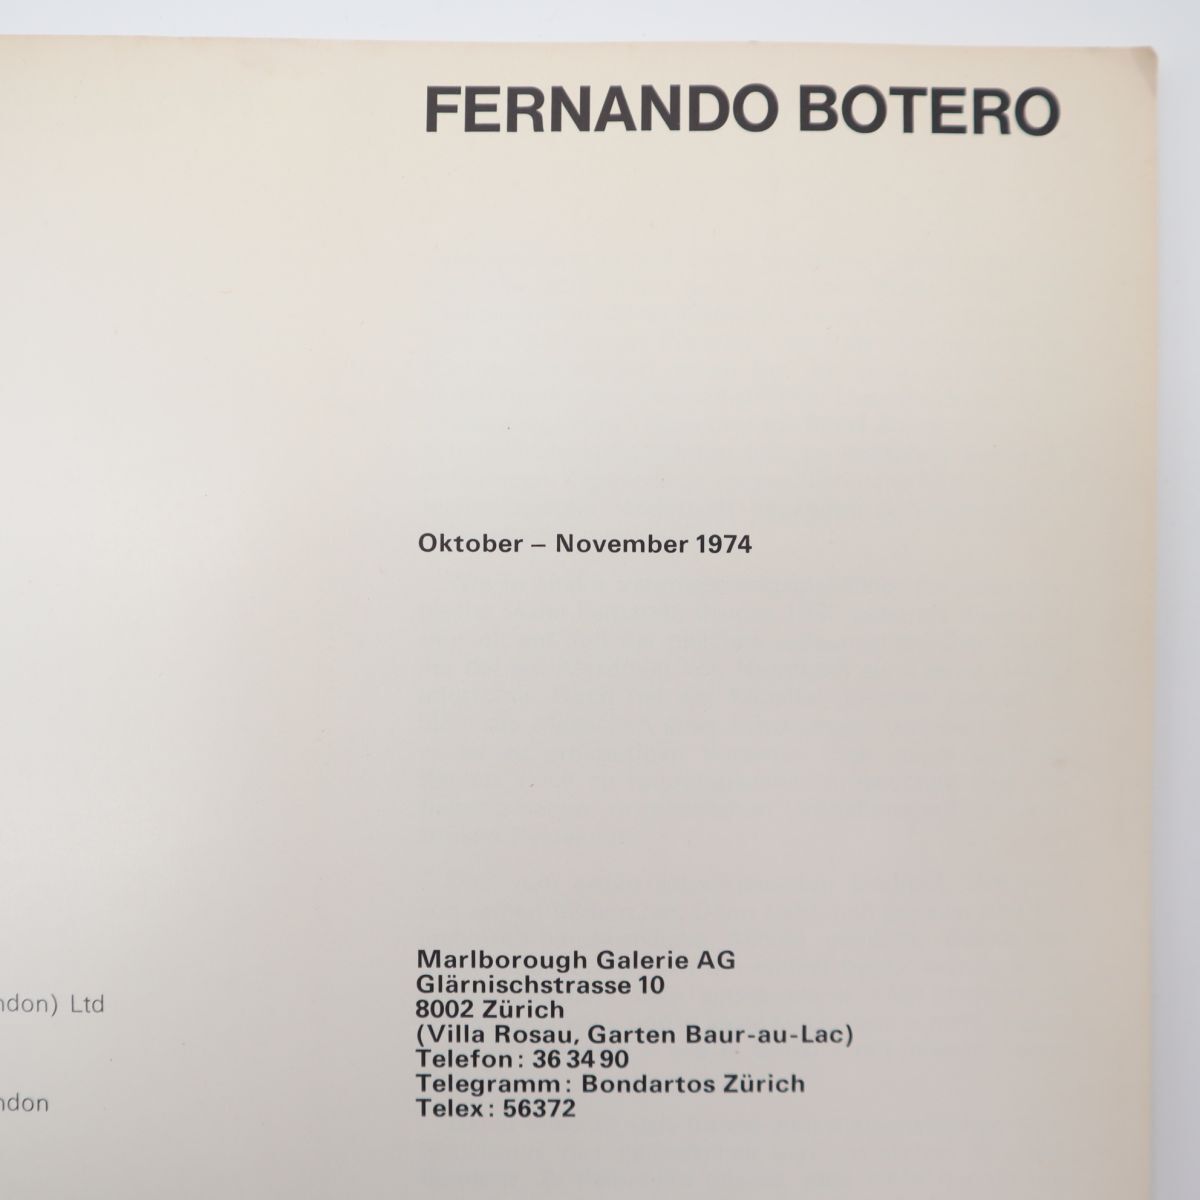 FERNANDO BOTERO
Oktober – November 1974
Marlborough Galerie AG
Glärnischstrasse 10
8002 Zürich
(Villa Rosau, Garten Baur-au-Lac)
Telefon: 36 34 90
Telegramm: Bondartos Zürich
Telex: 56372
ndon) Ltd
ndon